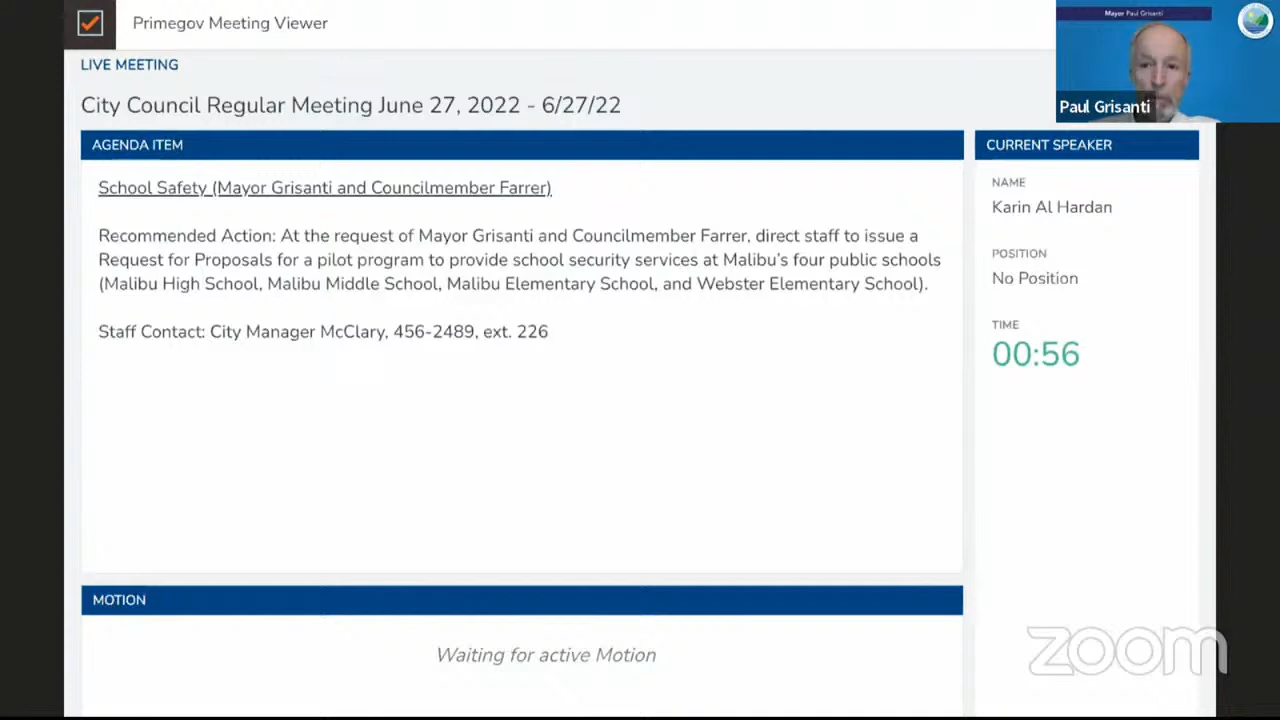 Primegov Meeting Viewer
Mayor Paul Grisanti
Paul Grisanti
LIVE MEETING
City Council Regular Meeting June 27, 2022 - 6/27/22
AGENDA ITEM
School Safety (Mayor Grisanti and Councilmember Farrer)
Recommended Action: At the request of Mayor Grisanti and Councilmember Farrer, direct staff to issue a
Request for Proposals for a pilot program to provide school security services at Malibu’s four public schools
(Malibu High School, Malibu Middle School, Malibu Elementary School, and Webster Elementary School).
Staff Contact: City Manager McClary, 456-2489, ext. 226
CURRENT SPEAKER
NAME
Karin Al Hardan
POSITION
No Position
TIME
00:56
MOTION
Waiting for active Motion
zoom